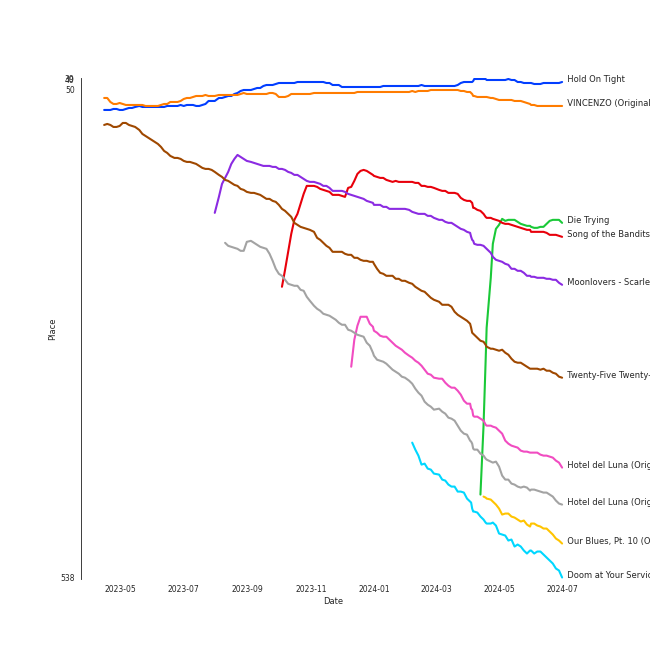 50
Hold On Tight
VINCENZO (Original
Die Trying
Song of the Bandits
Moonlovers - Scarle
Place
Twenty-Five Twenty-
Hotel del Luna (Orig
Hotel del Luna (Orig
Our Blues, Pt. 10 (O
Doom at Your Servic
538
2023-05 2023-07 2023-09 2023-11 2024-01 2024-03 2024-05 2024-07
Date